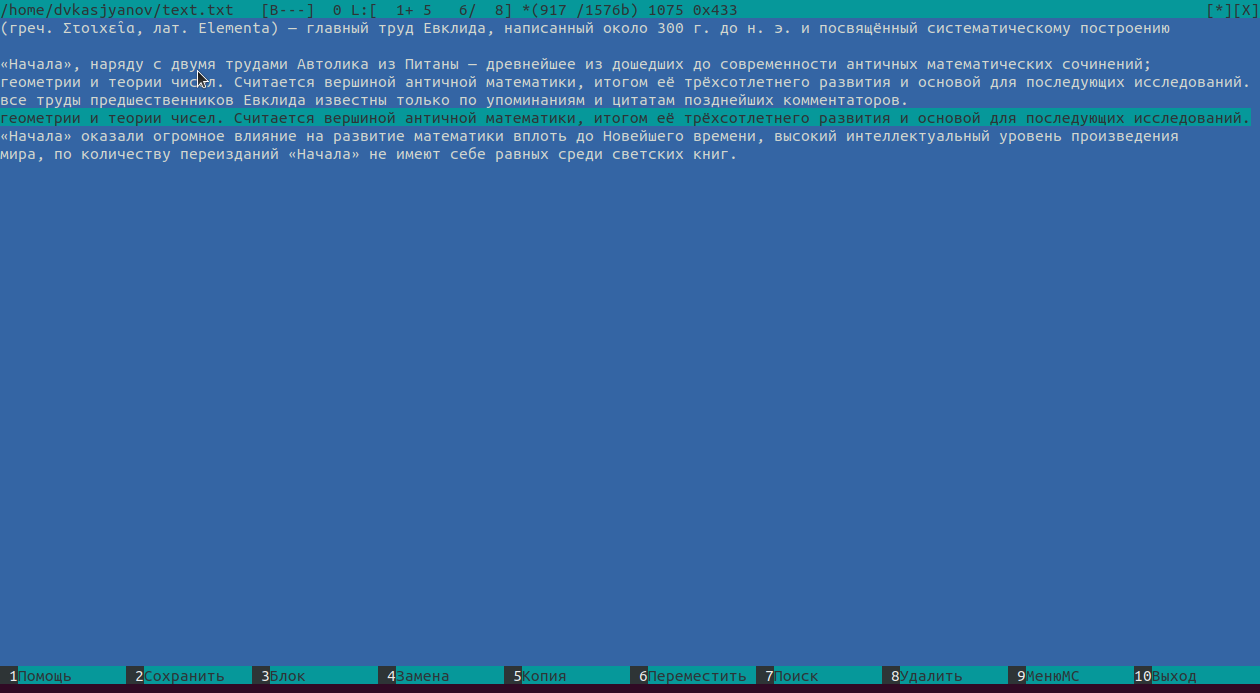 /home/dvkasjyanov/text.txt   [B---]  0 L:[  1+ 5   6/  8] *(917 /1576b) 1075 0x433   [*][X]
(греч. Στοιχεῖα, лат. Elementa) — главный труд Евклида, написанный около 300 г. до н. э. и посвящённый систематическому построению
«Начала», наряду с двумя трудами Автолика из Питаны — древнейшее из дошедших до современности античных математических сочинений;
геометрии и теории чисел. Считается вершиной античной математики, итогом её трёхсотлетнего развития и основой для последующих исследований.
все труды предшественников Евклида известны только по упоминаниям и цитатам позднейших комментаторов.
геометрии и теории чисел. Считается вершиной античной математики, итогом её трёхсотлетнего развития и основой для последующих исследований.
«Начала» оказали огромное влияние на развитие математики вплоть до Новейшего времени, высокий интеллектуальный уровень произведения
мира, по количеству переизданий «Начала» не имеют себе равных среди светских книг.
1Помощь 2Сохранить 3Блок 4Замена 5Копия 6Переместить 7Поиск 8Удалить 9МенюMC 10Выход